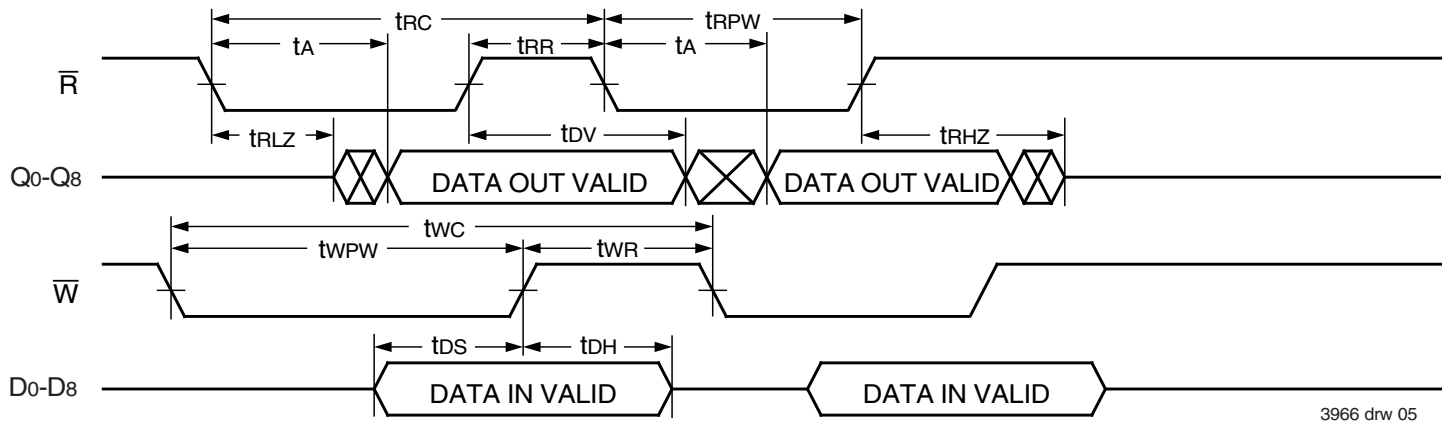 tRC tRPW
tA tRR tA
R̅
tRLZ tDV tRHZ
Q0-Q8 DATA OUT VALID DATA OUT VALID
tWC
tWPW tWR
W̅
tDS tDH
D0-D8 DATA IN VALID DATA IN VALID
3966 drw 05